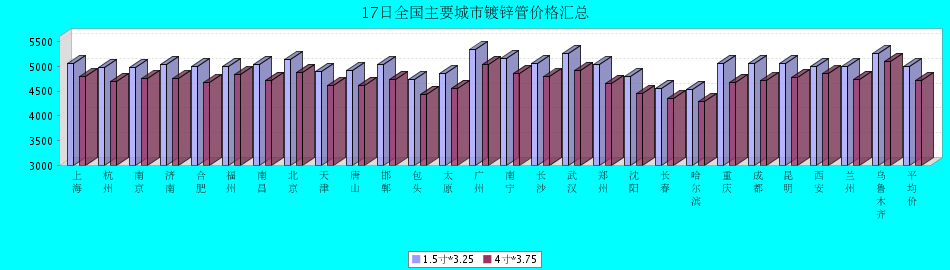 17日全国主要城市镀锌管价格汇总
5500
5000
4500
4000
3500
3000
上海 杭州 南京 济南 合肥 福州 南昌 北京 天津 唐山 邯郸 包头 太原 广州 南宁 长沙 武汉 郑州 沈阳 长春 哈尔滨 重庆 成都 昆明 西安 兰州 乌鲁木齐 平均价
1.5寸*3.25 4寸*3.75